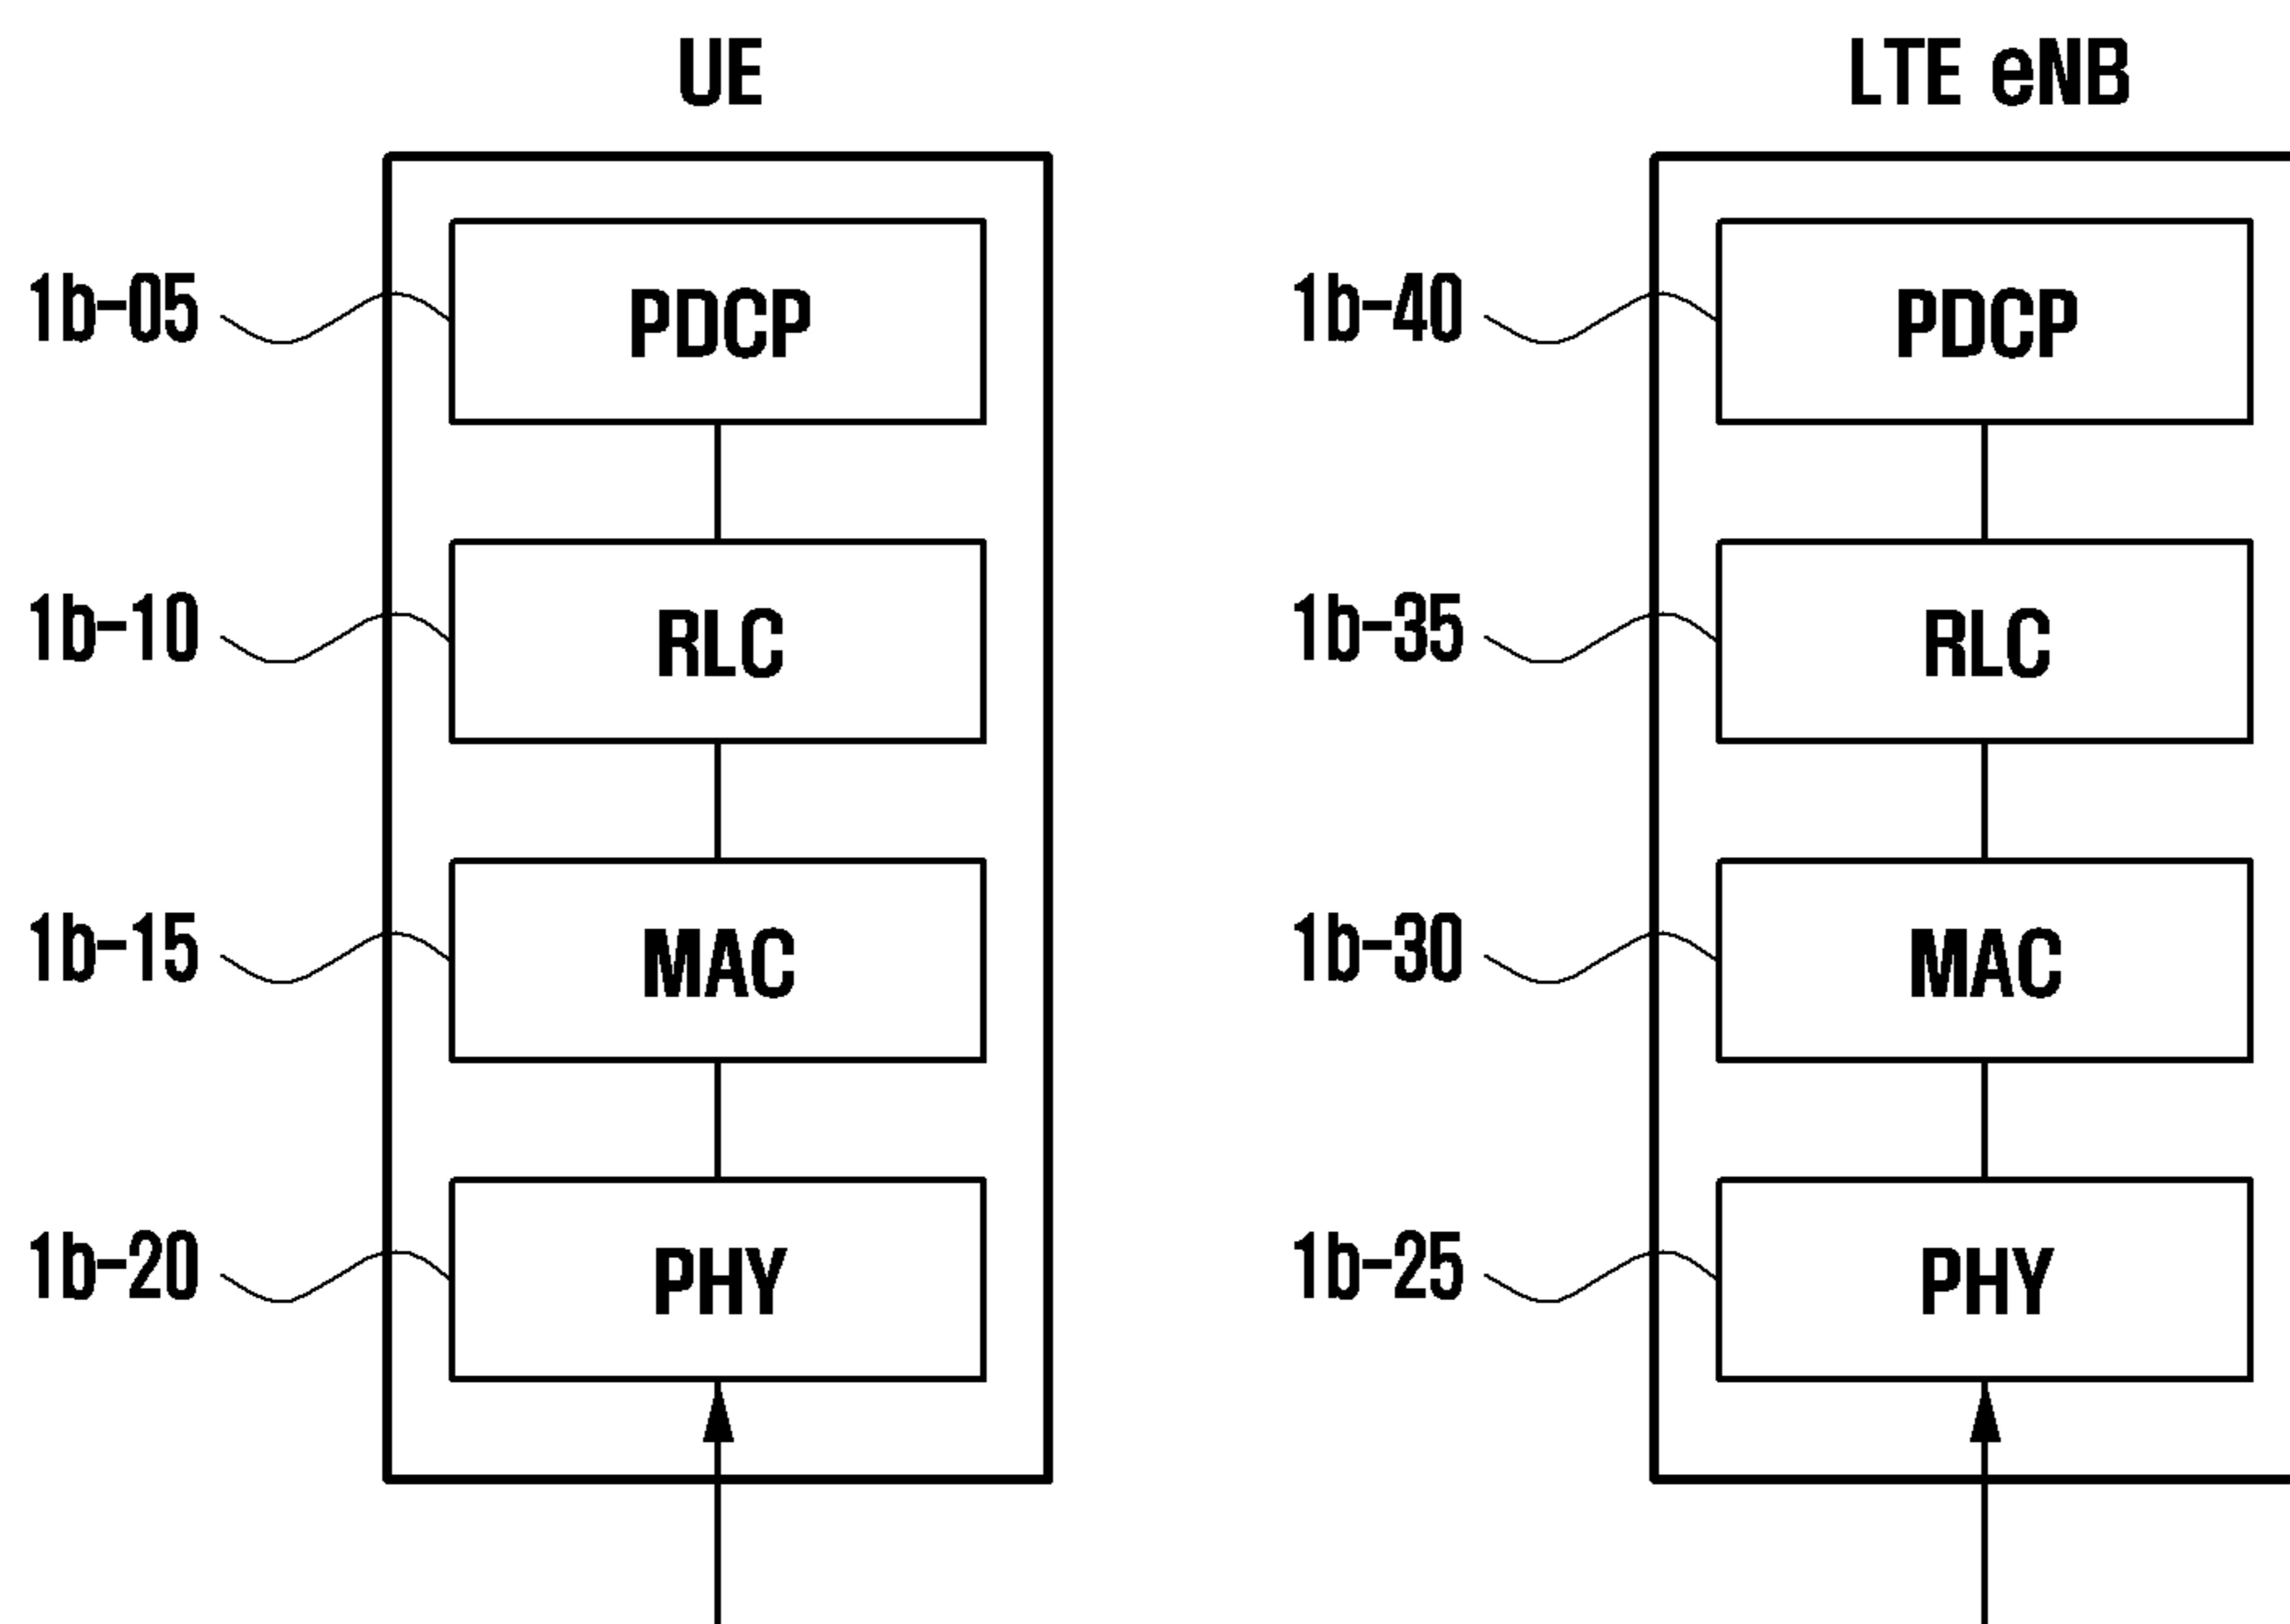 UE
LTE eNB
1b-05
PDCP
1b-40
PDCP
1b-10
RLC
1b-35
RLC
1b-15
MAC
1b-30
MAC
1b-20
PHY
1b-25
PHY